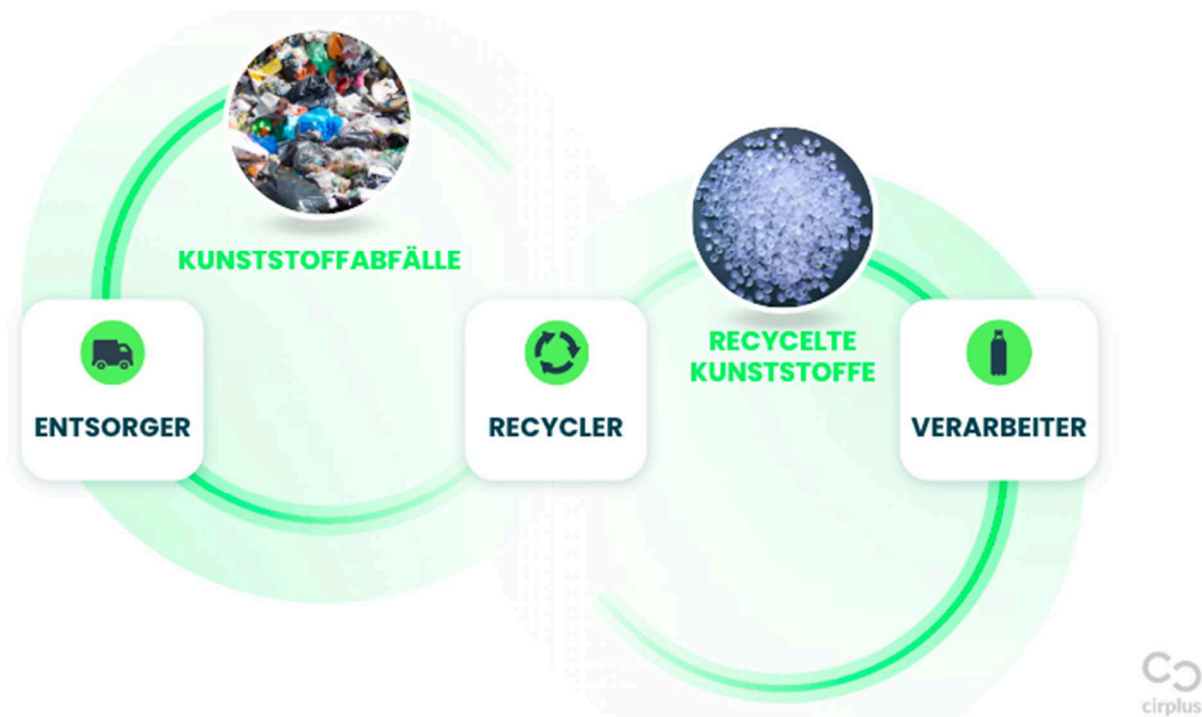 KUNSTSTOFFABFÄLLE
RECYCELTE
KUNSTSTOFFE
ENTSORGER
RECYCLER
VERARBEITER
cirplus